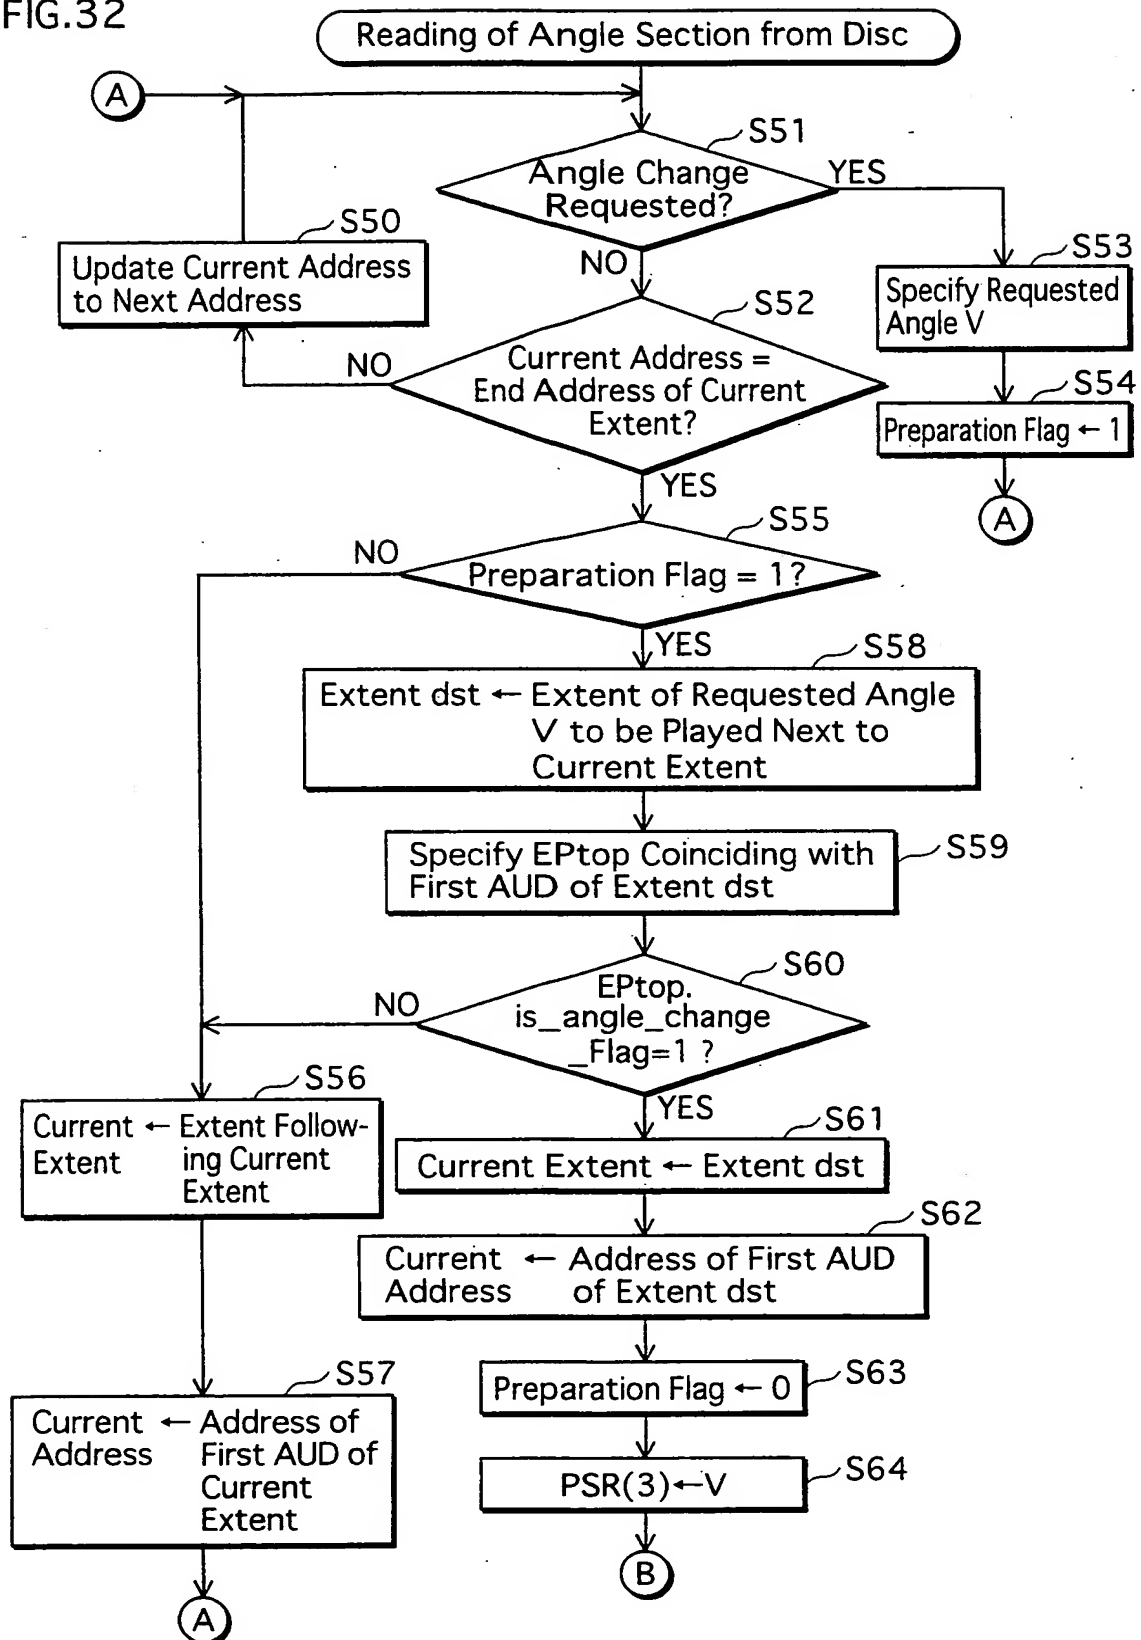 FIG.32
Reading of Angle Section from Disc
A
S51
Angle Change
Requested?
YES
NO
S50
Update Current Address
to Next Address
S53
Specify Requested
Angle V
S52
Current Address =
End Address of Current
Extent?
NO
YES
S54
Preparation Flag ← 1
A
S55
Preparation Flag = 1?
NO
YES
S58
Extent dst ← Extent of Requested Angle
V to be Played Next to
Current Extent
S59
Specify EPtop Coinciding with
First AUD of Extent dst
S60
EPtop.
is_angle_change
_Flag=1 ?
NO
YES
S56
Current ← Extent Follow-
Extent ing Current
Extent
S61
Current Extent ← Extent dst
S62
Current ← Address of First AUD
Address of Extent dst
S57
Current ← Address of
Address First AUD of
Current
Extent
A
S63
Preparation Flag ← 0
S64
PSR(3)←V
B